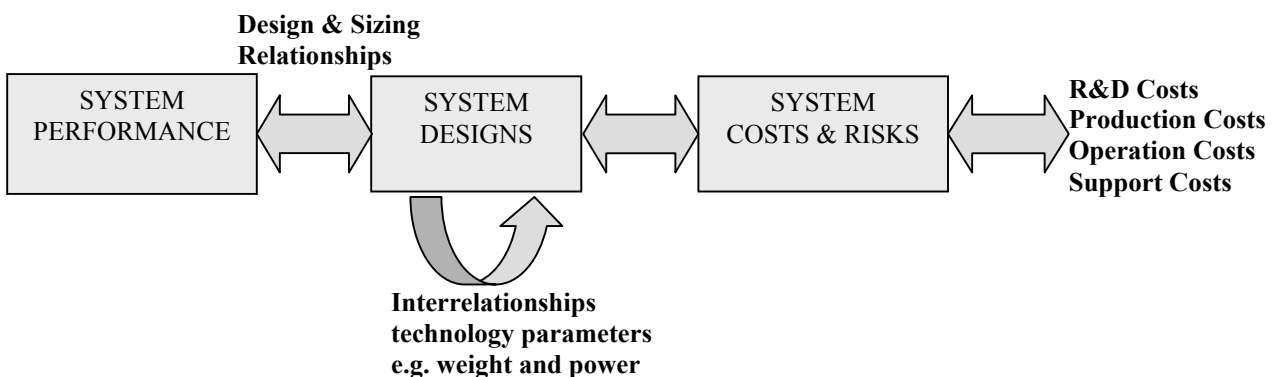 Design & Sizing
Relationships
SYSTEM
PERFORMANCE
SYSTEM
DESIGNS
SYSTEM
COSTS & RISKS
R&D Costs
Production Costs
Operation Costs
Support Costs
Interrelationships
technology parameters
e.g. weight and power